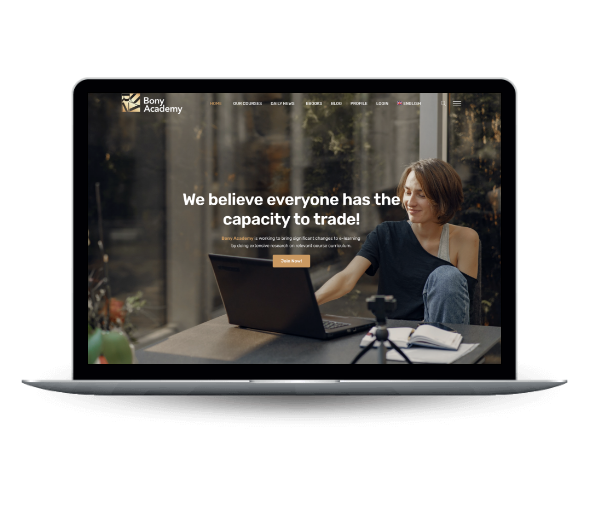 Bony
Academy
HOME OUR COURSES DAILY NEWS EBOOKS BLOG PROFILE LOGIN ENGLISH
We believe everyone has the
capacity to trade!
Bony Academy is working to bring significant changes to e-learning
by doing extensive research on relevant course curriculum.
Join Now!